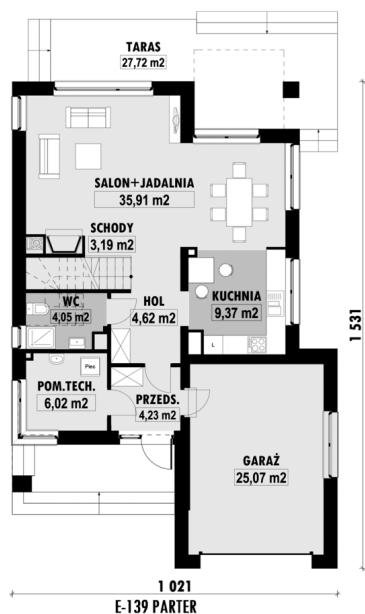 TARAS
27,72 m2
SALON+JADALNIA
35,91 m2
SCHODY
3,19 m2
WC
4,05 m2
HOL
4,62 m2
KUCHNIA
9,37 m2
L
Piec
POM.TECH.
6,02 m2
PRZEDS.
4,23 m2
GARAŻ
25,07 m2
1 531
1 021
E-139 PARTER